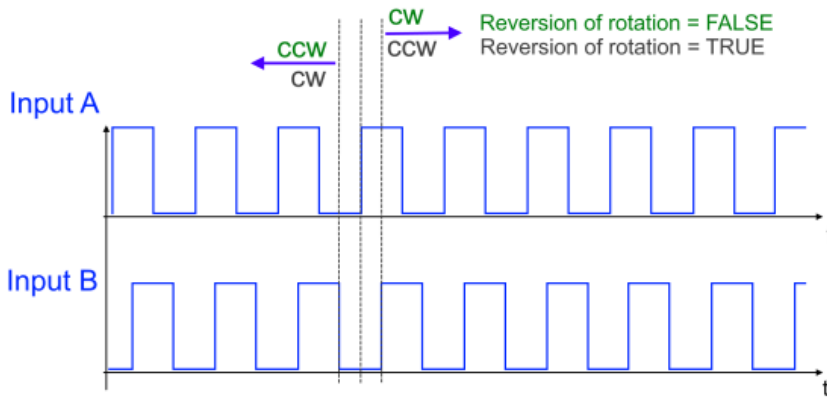 CCW
CW
CW
CCW
Reversion of rotation = FALSE
Reversion of rotation = TRUE
Input A
Input B
t